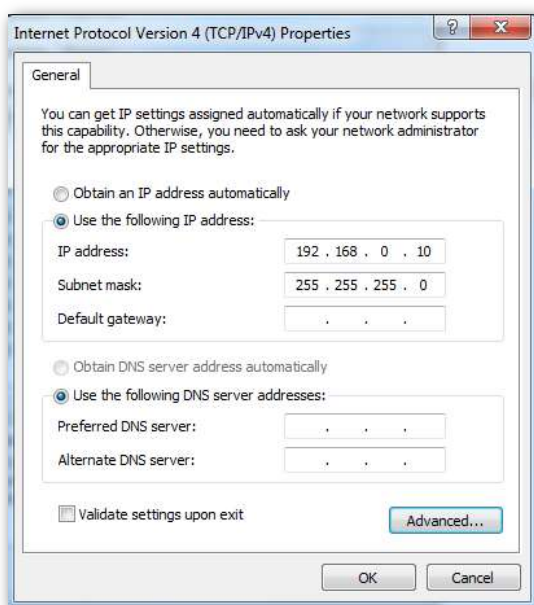 Internet Protocol Version 4 (TCP/IPv4) Properties
General
You can get IP settings assigned automatically if your network supports
this capability. Otherwise, you need to ask your network administrator
for the appropriate IP settings.
Obtain an IP address automatically
Use the following IP address:
IP address: 192 . 168 . 0 . 10
Subnet mask: 255 . 255 . 255 . 0
Default gateway: . . .
Obtain DNS server address automatically
Use the following DNS server addresses:
Preferred DNS server: . . .
Alternate DNS server: . . .
Validate settings upon exit
Advanced...
OK Cancel